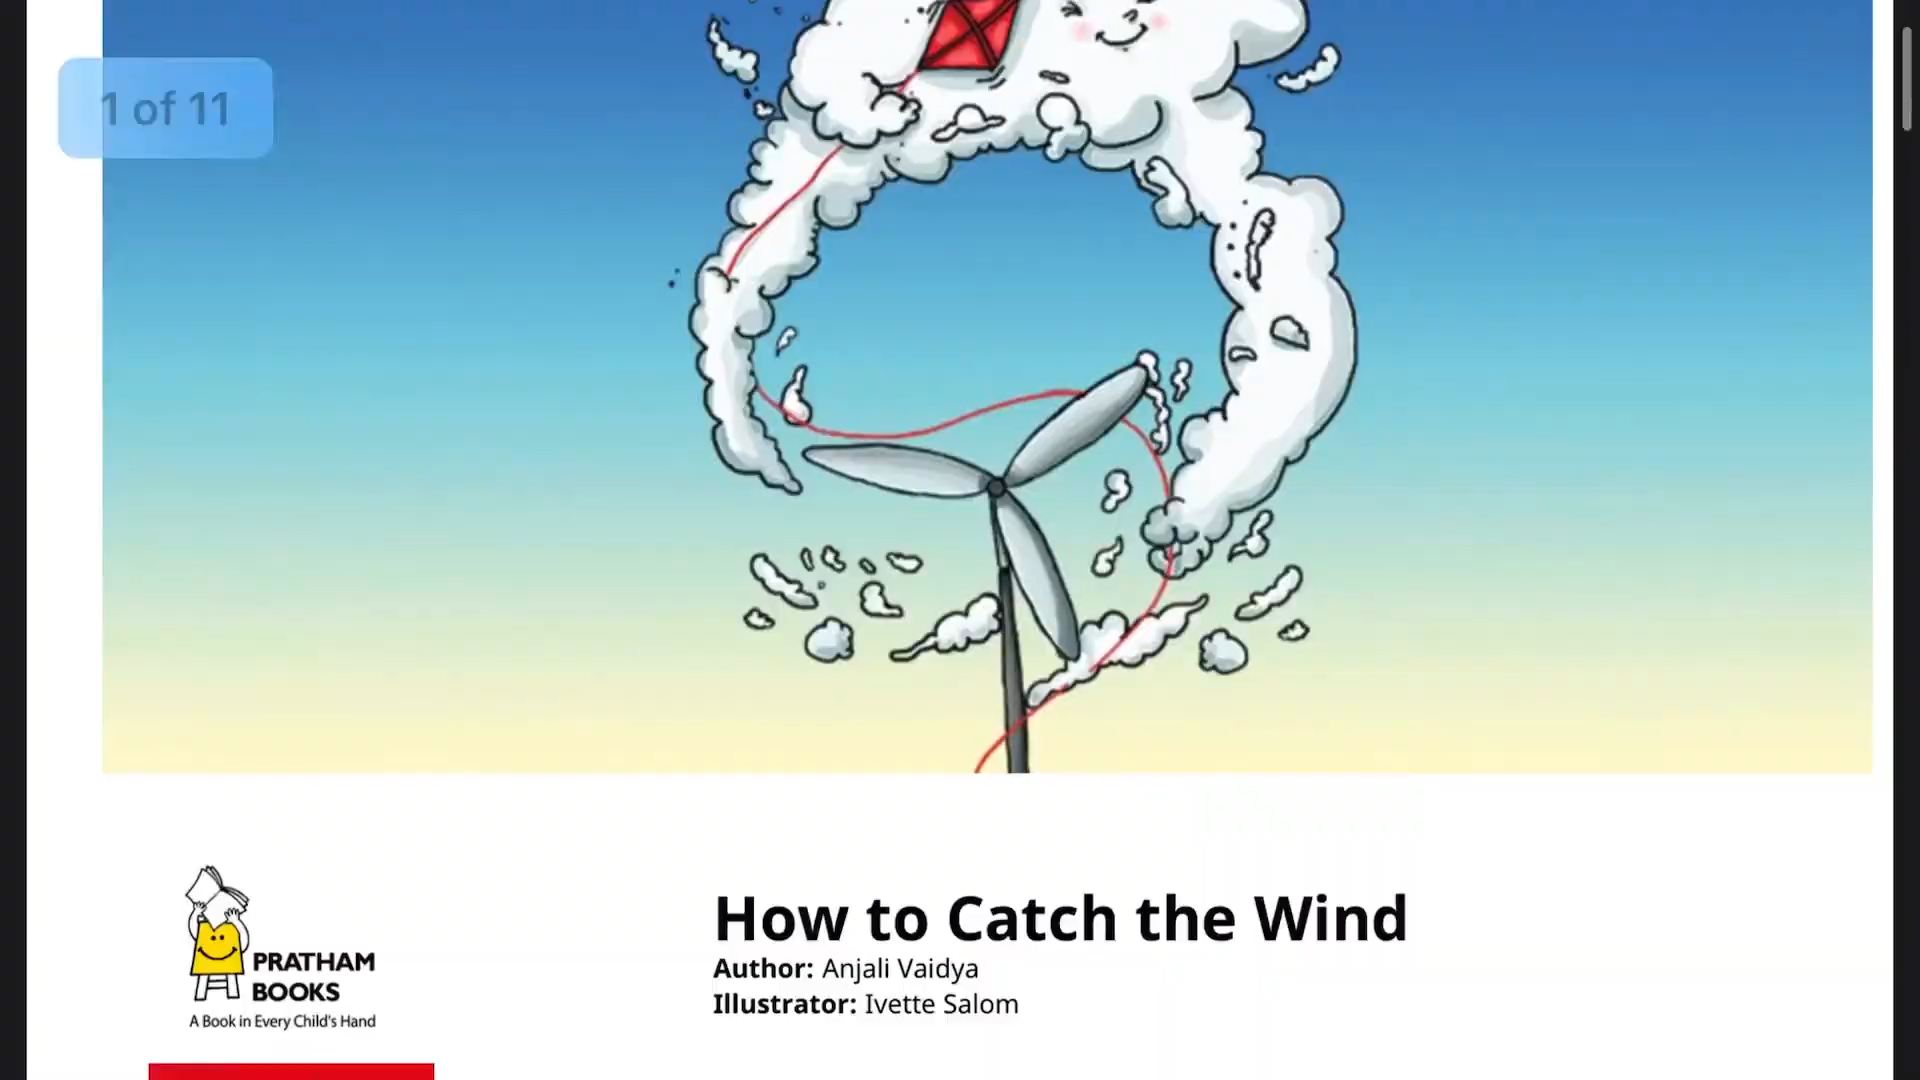 1 of 11
How to Catch the Wind
Author: Anjali Vaidya
Illustrator: Ivette Salom
PRATHAM
BOOKS
A Book in Every Child's Hand